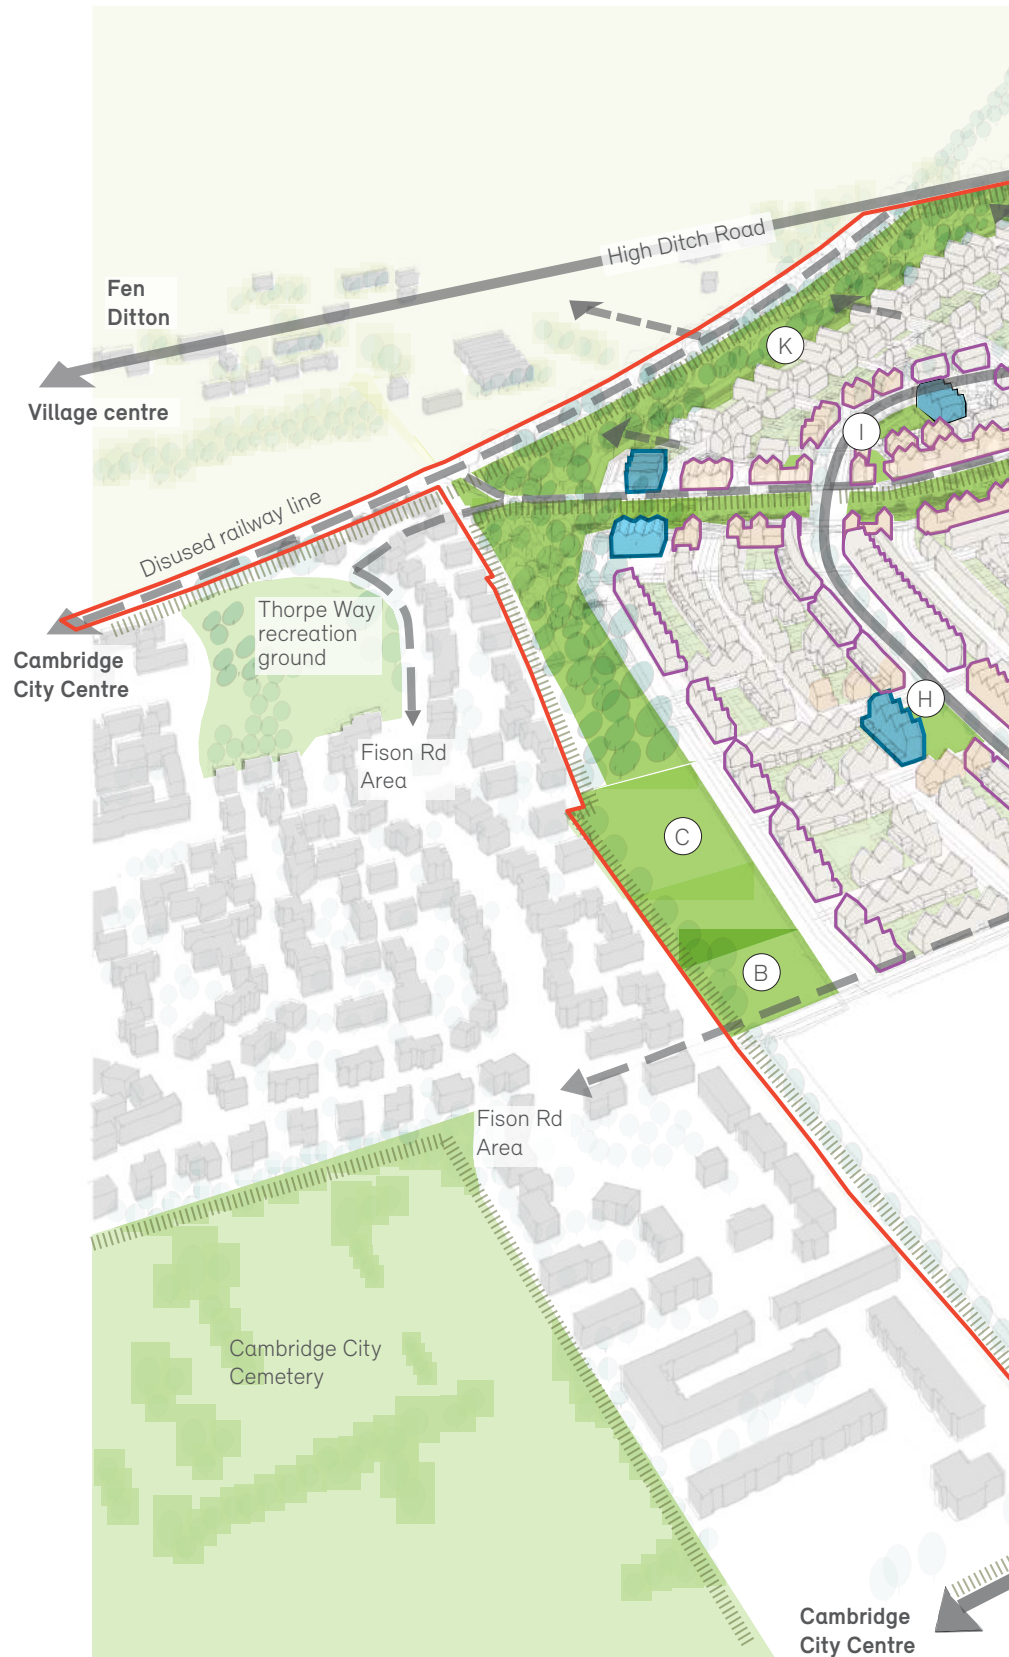 High Ditch Road
Fen
Ditton
K
Village centre
I
Disused railway line
Thorpe Way
recreation
ground
Cambridge
City Centre
H
Fison Rd
Area
C
B
Fison Rd
Area
Cambridge City
Cemetery
Cambridge
City Centre